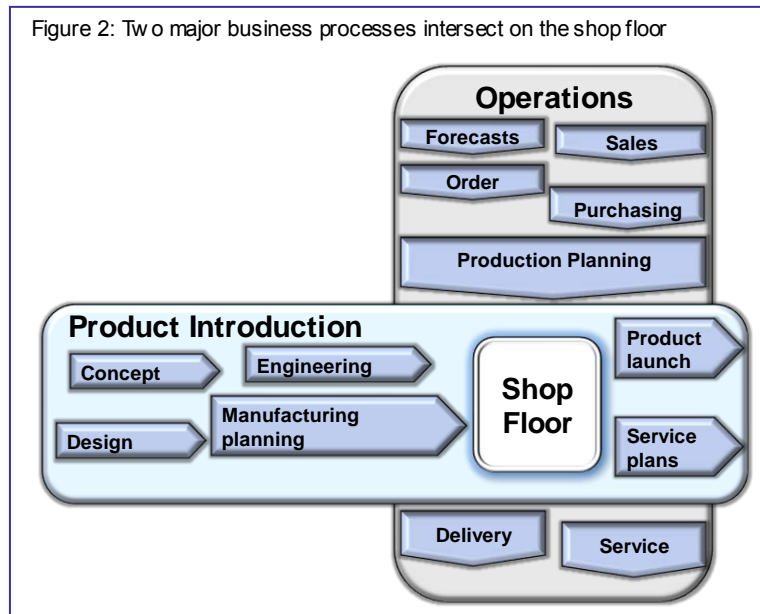 Figure 2: Two major business processes intersect on the shop floor
Operations
Forecasts
Sales
Order
Purchasing
Production Planning
Product Introduction
Concept
Engineering
Design
Manufacturing
planning
Shop
Floor
Product
launch
Service
plans
Delivery
Service